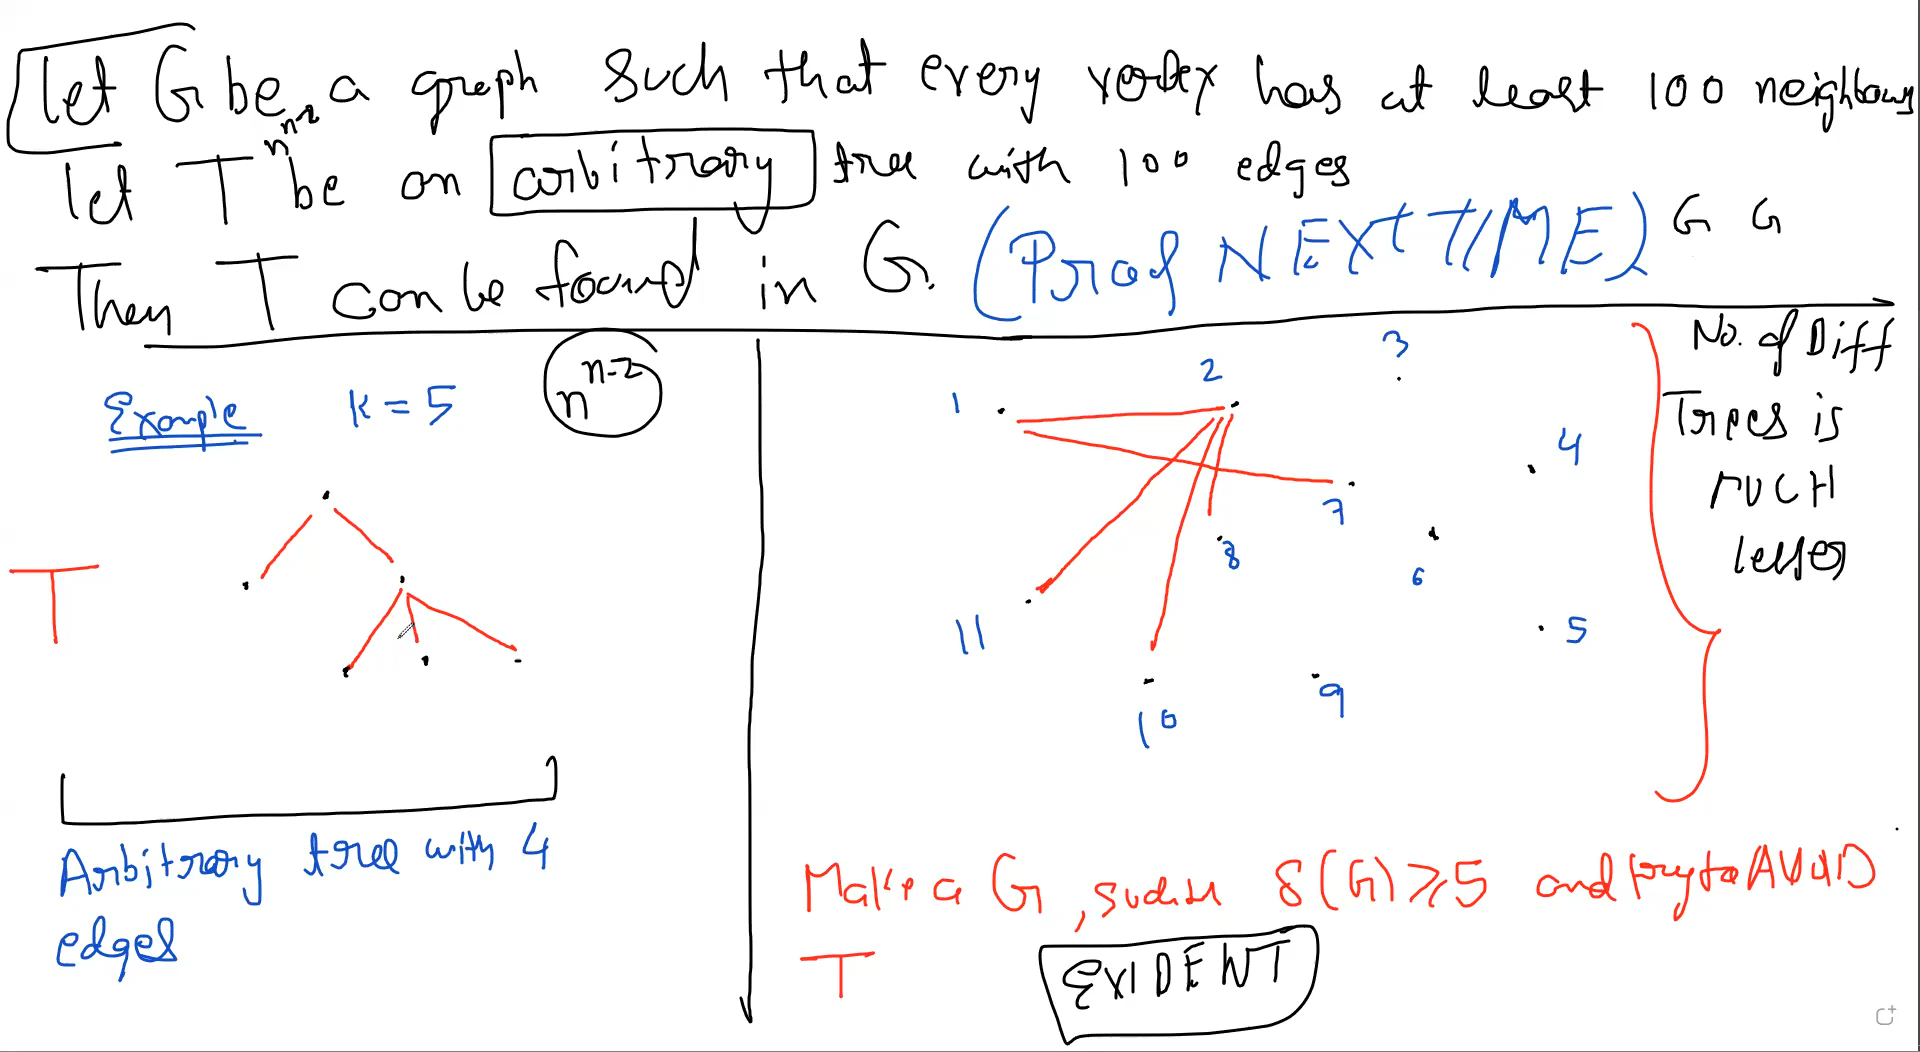 Let G be a graph such that every vertex has at least 100 neighbours
n^{n-2}
Let T be an arbitrary tree with 100 edges
Then T can be found in G. (Proof NEXT TIME) G G
Example K = 5 n^{n-2}
T
Arbitrary tree with 4
edges
1 2 3
4
7
8
6
11
5
10
9
No. of Diff
Trees is
MUCH
lesser
Make a G, such δ(G) ≥ 5 and try to AVOID
T
EVIDENT